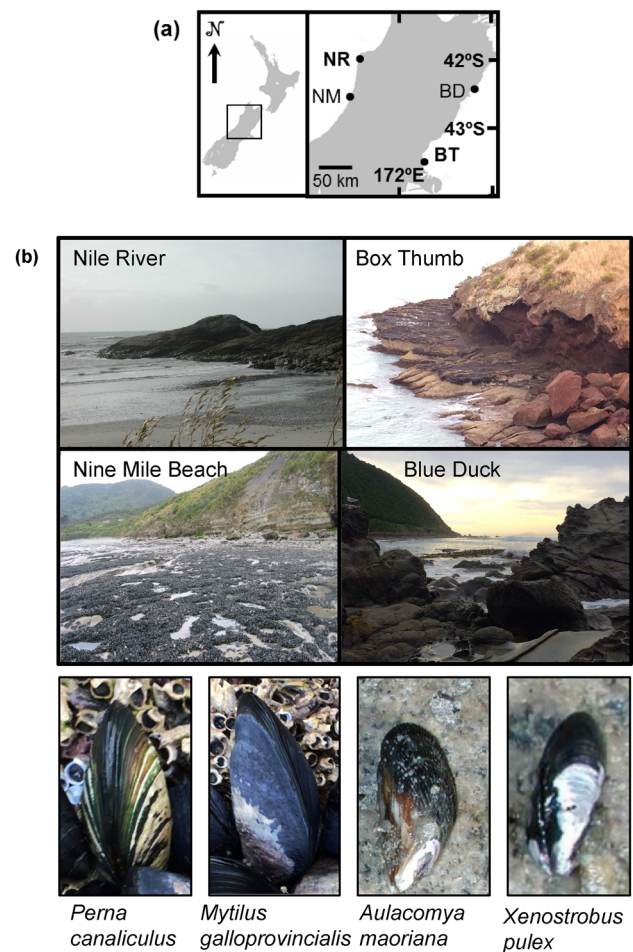 (a)
N
NR
NM
42ºS
BD
43ºS
BT
172ºE
50 km
(b)
Nile River
Box Thumb
Nine Mile Beach
Blue Duck
Perna
canaliculus
Mytilus
galloprovincialis
Aulacomya
maoriana
Xenostrobus
pulex